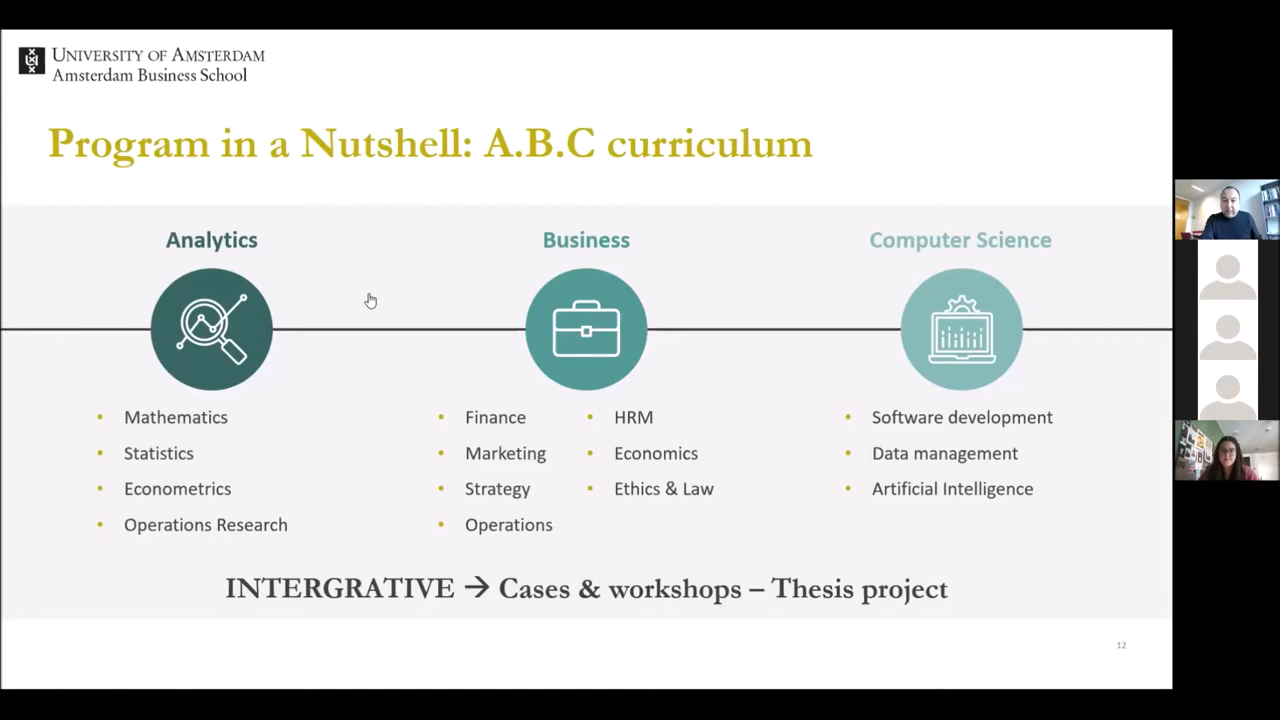 UNIVERSITY OF AMSTERDAM
Amsterdam Business School
Program in a Nutshell: A.B.C curriculum
Analytics
Business
Computer Science
• Mathematics
• Statistics
• Econometrics
• Operations Research
• Finance
• Marketing
• Strategy
• Operations
• HRM
• Economics
• Ethics & Law
• Software development
• Data management
• Artificial Intelligence
INTERGRATIVE → Cases & workshops – Thesis project
12